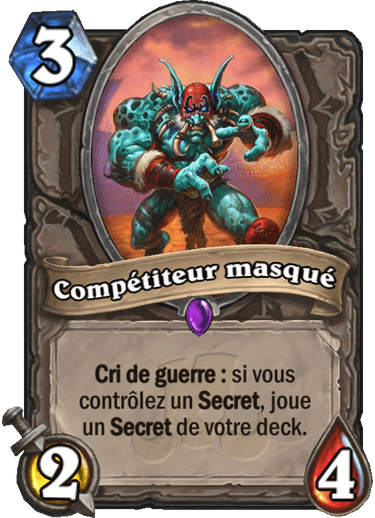 3
Compétiteur masqué
Cri de guerre : si vous
contrôlez un Secret, joue
un Secret de votre deck.
2
4